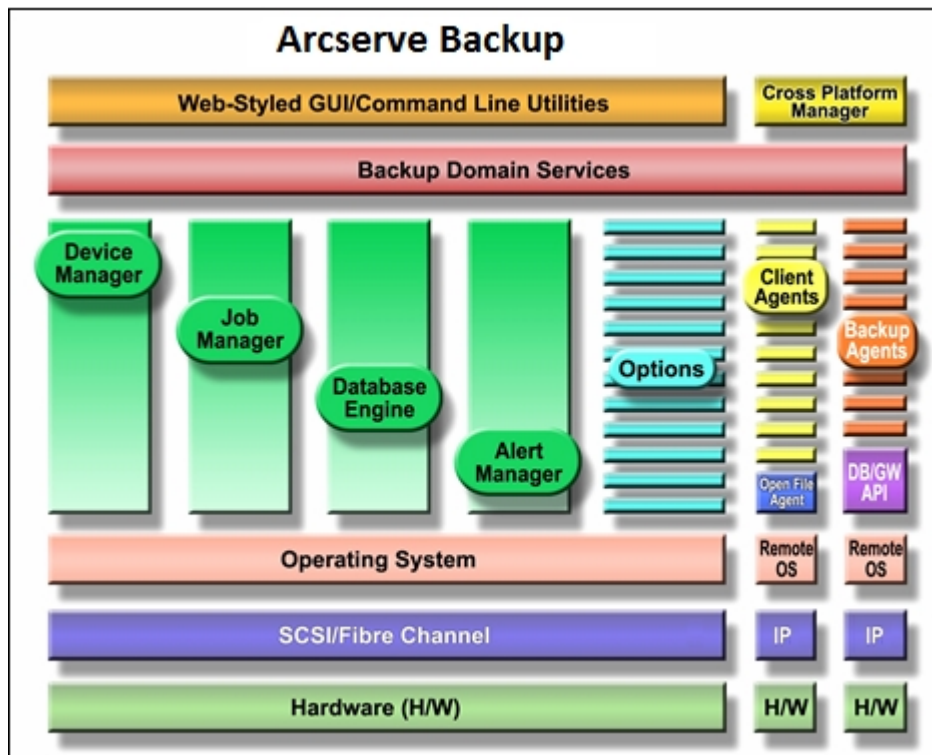 Arcserve Backup
Web-Styled GUI/Command Line Utilities
Cross Platform
Manager
Backup Domain Services
Device
Manager
Job
Manager
Database
Engine
Alert
Manager
Options
Client
Agents
Backup
Agents
Open File
Agent
DB/GW
API
Operating System
Remote
OS
Remote
OS
SCSI/Fibre Channel
IP
IP
Hardware (H/W)
H/W
H/W